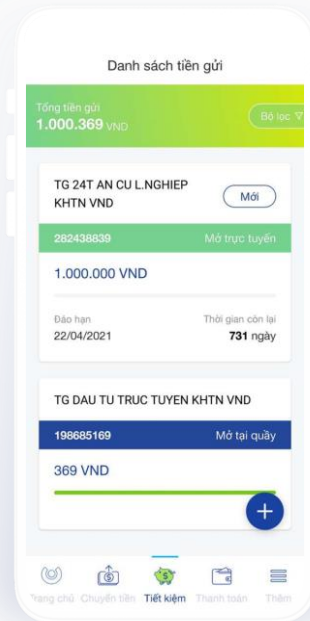 Danh sách tiền gửi
Tổng tiền gửi
1.000.369 VND
Bộ lọc
TG 24T AN CU L.NGHIEP
KHTN VND
Mới
282438839
Mở trực tuyến
1.000.000 VND
Đáo hạn
Thời gian còn lại
22/04/2021
731 ngày
TG DAU TU TRUC TUYEN KHTN VND
198685169
Mở tại quầy
369 VND
Trang chủ
Chuyển tiền
Tiết kiệm
Thanh toán
Thêm